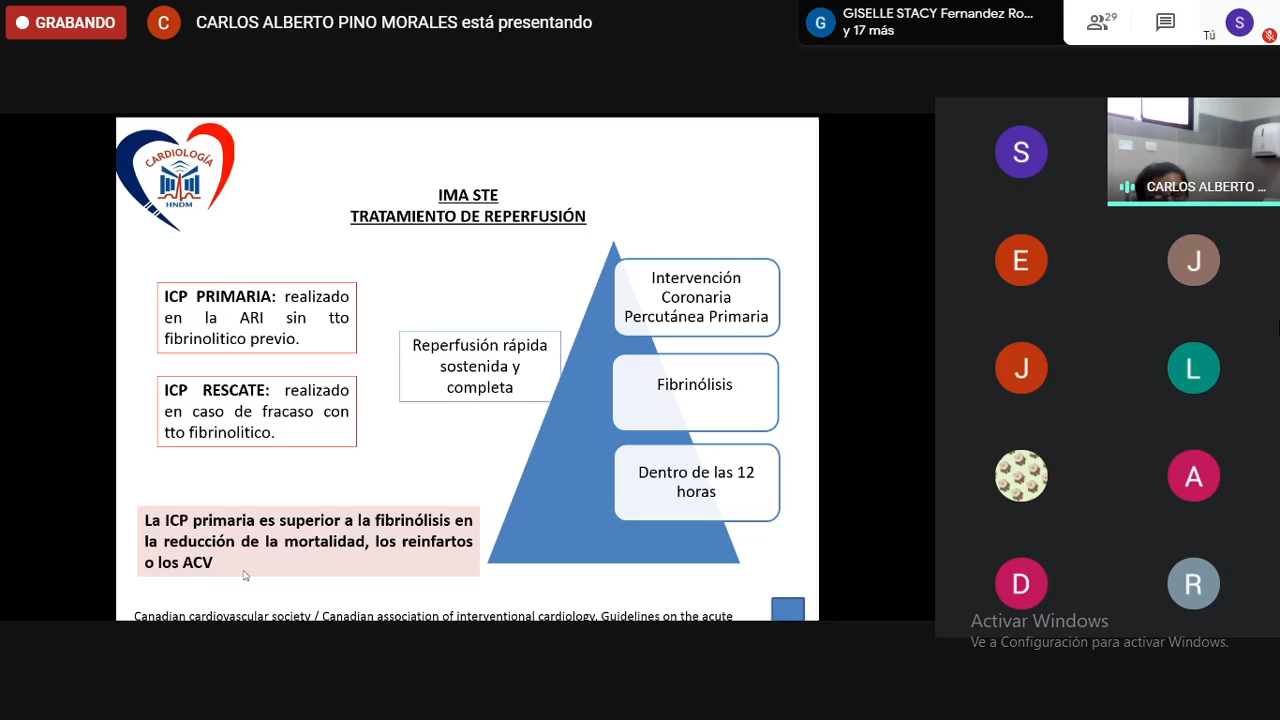 GRABANDO
C
CARLOS ALBERTO PINO MORALES está presentando
G
GISELLE STACY Fernandez Ro...
y 17 más
29
Tú
S
CARDIOLOGÍA
HNDM
IMA STE
TRATAMIENTO DE REPERFUSIÓN
ICP PRIMARIA: realizado
en la ARI sin tto
fibrinolitico previo.
ICP RESCATE: realizado
en caso de fracaso con
tto fibrinolitico.
Reperfusión rápida
sostenida y
completa
Intervención
Coronaria
Percutánea Primaria
Fibrinólisis
Dentro de las 12
horas
La ICP primaria es superior a la fibrinólisis en
la reducción de la mortalidad, los reinfartos
o los ACV
Canadian cardiovascular society / Canadian association of interventional cardiology. Guidelines on the acute
S
CARLOS ALBERTO ...
E
J
J
L
A
D
R
Activar Windows
Ve a Configuración para activar Windows.